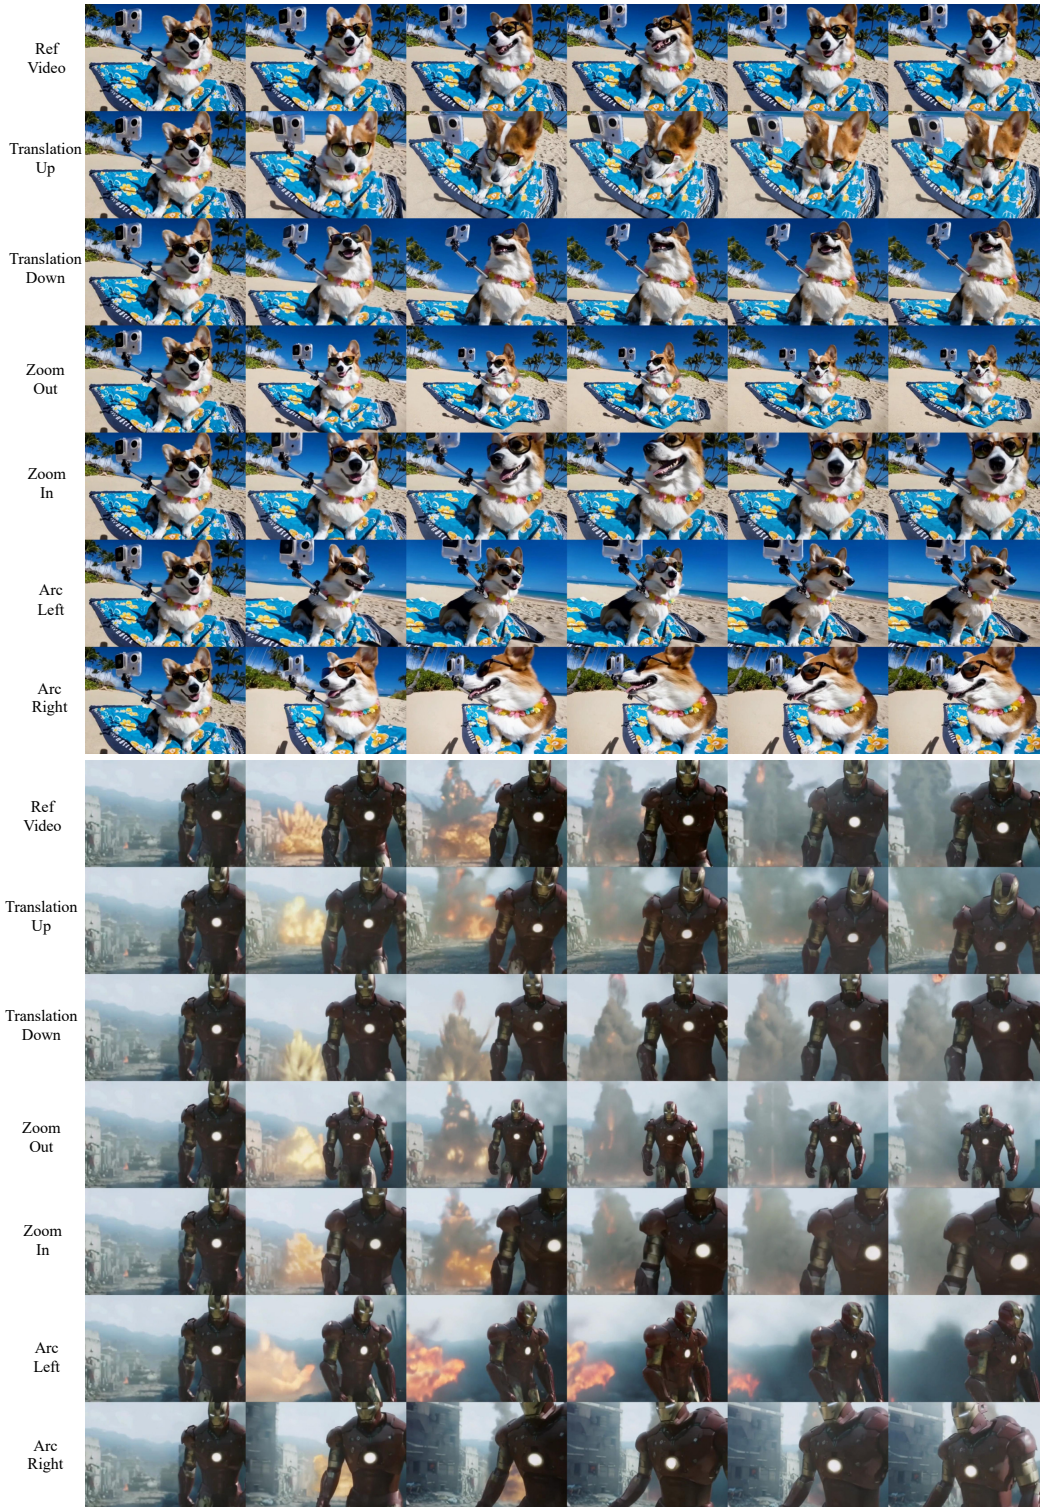 Ref
Video
Translation
Up
Translation
Down
Zoom
Out
Zoom
In
Arc
Left
Arc
Right
Ref
Video
Translation
Up
Translation
Down
Zoom
Out
Zoom
In
Arc
Left
Arc
Right